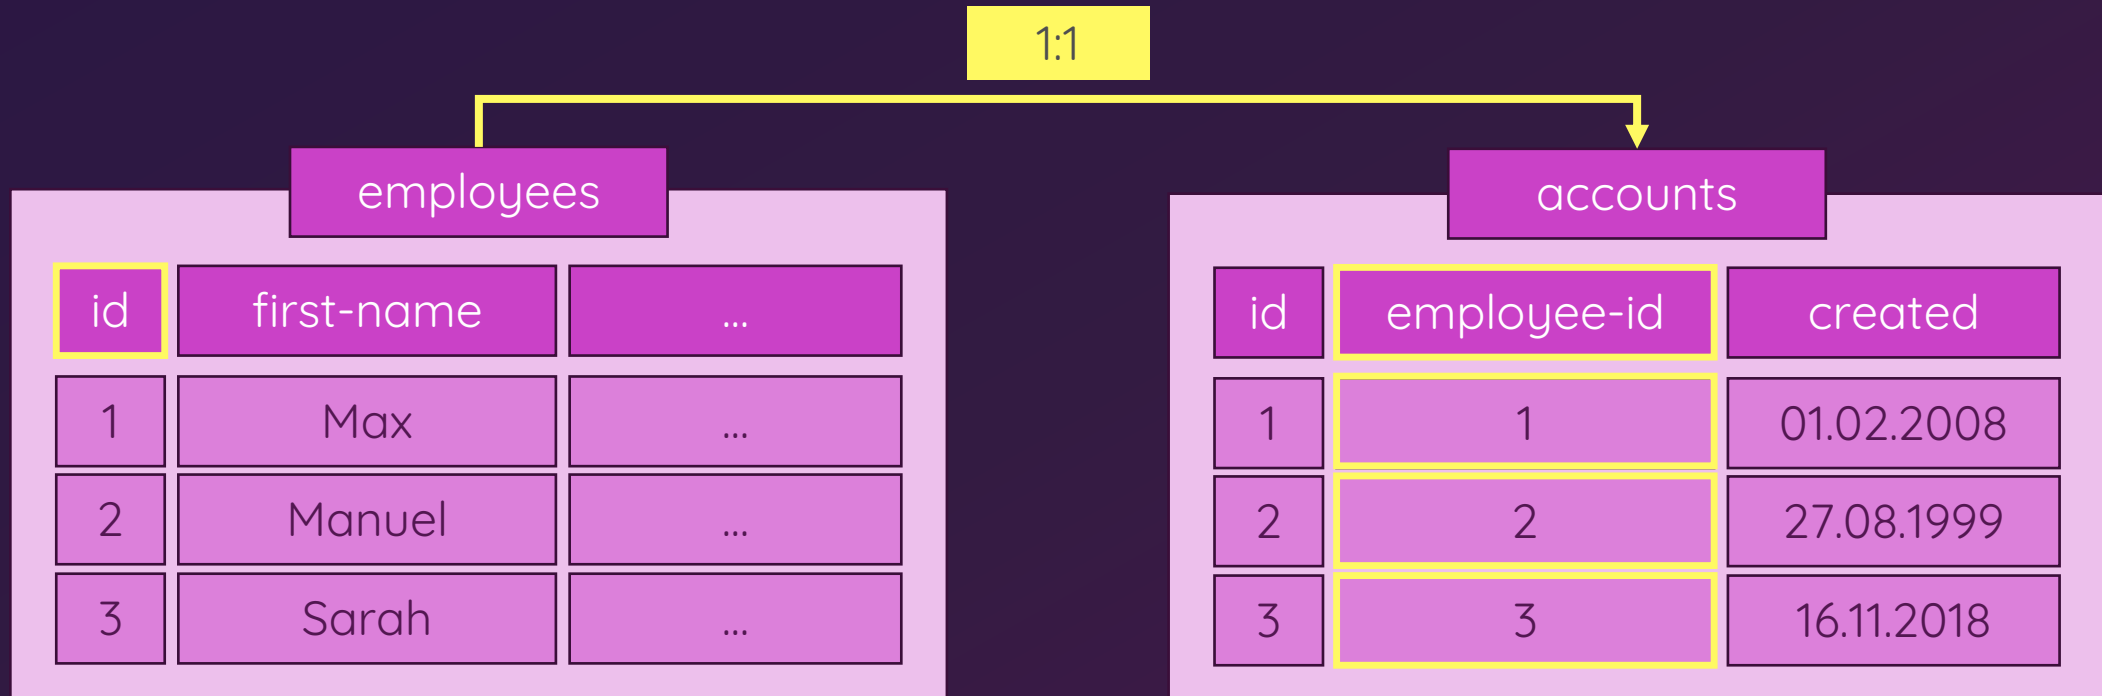 1:1
employees
id first-name ...
1 Max ...
2 Manuel ...
3 Sarah ...
accounts
id employee-id created
1 1 01.02.2008
2 2 27.08.1999
3 3 16.11.2018